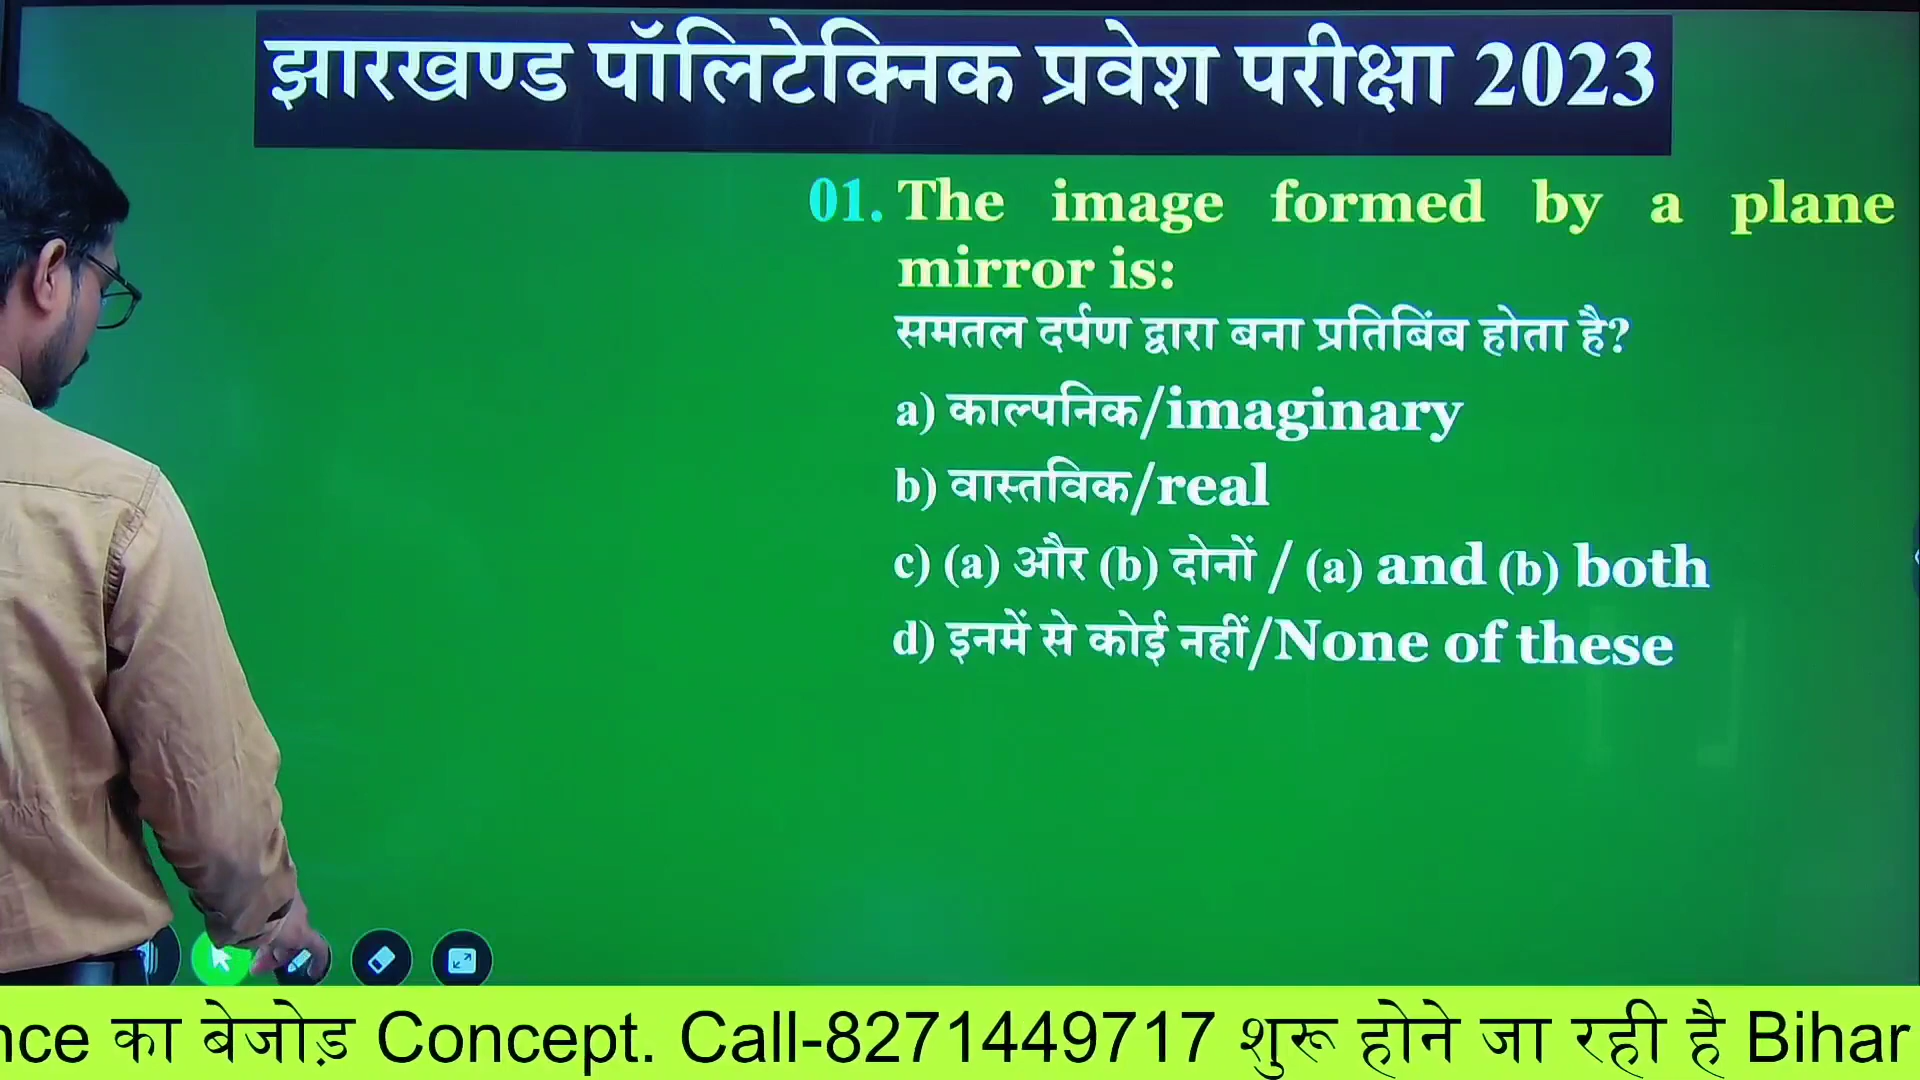 झारखण्ड पॉलिटेक्निक प्रवेश परीक्षा 2023
01. The image formed by a plane
mirror is:
समतल दर्पण द्वारा बना प्रतिबिंब होता है?
a) काल्पनिक/imaginary
b) वास्तविक/real
c) (a) और (b) दोनों / (a) and (b) both
d) इनमें से कोई नहीं/None of these
का बेजोड़ Concept. Call-8271449717 शुरू होने जा रही है Bihar